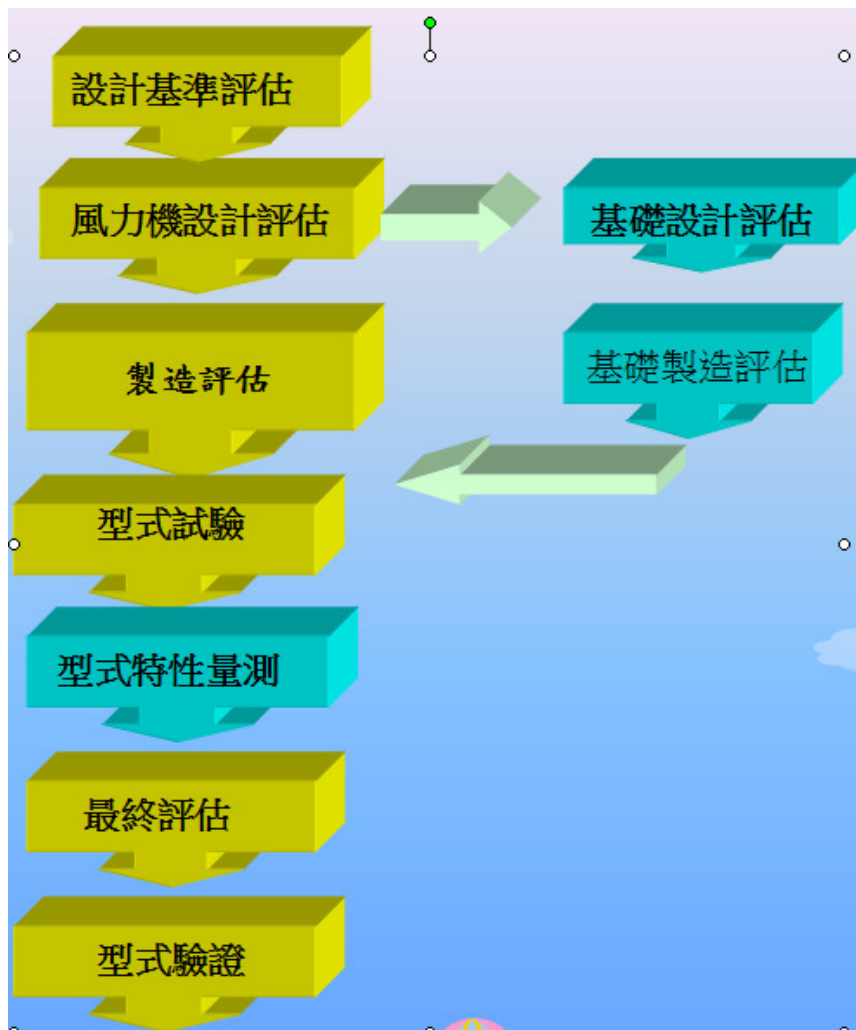 設計基準評估
風力機設計評估
基礎設計評估
製造評估
基礎製造評估
型式試驗
型式特性量測
最終評估
型式驗證